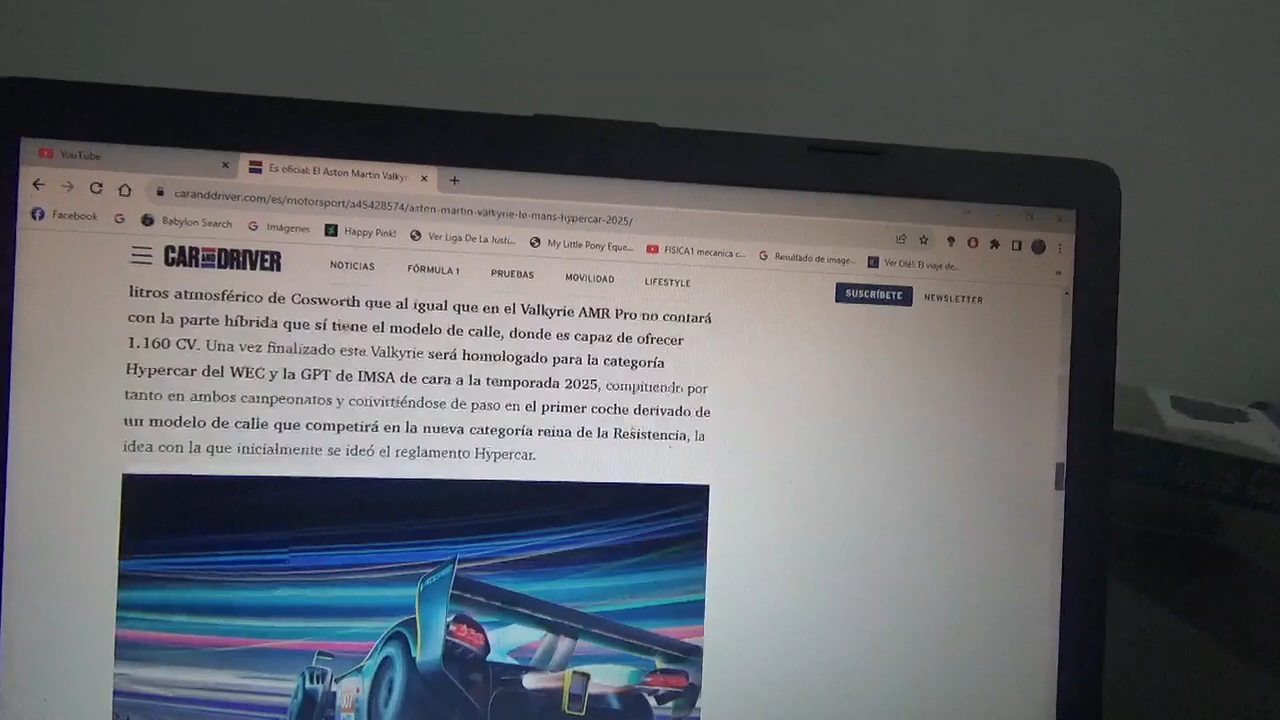 YouTube
Es oficial: El Aston Martin Valky
caranddriver.com/es/motorsport/a45428574/aston-martin-valkyrie-le-mans-hypercar-2025/
Facebook
Babylon Search
Imágenes
Happy Pink!
Ver Liga De La Justi...
My Little Pony Eque...
FISICA1 mecanica c...
Resultado de image...
Ver Olé!: El viaje de...
CAR AND DRIVER
NOTICIAS
FÓRMULA 1
PRUEBAS
MOVILIDAD
LIFESTYLE
SUSCRÍBETE
NEWSLETTER
litros atmosférico de Cosworth que al igual que en el Valkyrie AMR Pro no contará
con la parte híbrida que sí tiene el modelo de calle, donde es capaz de ofrecer
1.160 CV. Una vez finalizado este Valkyrie será homologado para la categoría
Hypercar del WEC y la GPT de IMSA de cara a la temporada 2025, compitiendo por
tanto en ambos campeonatos y convirtiéndose de paso en el primer coche derivado de
un modelo de calle que competirá en la nueva categoría reina de la Resistencia, la
idea con la que inicialmente se ideó el reglamento Hypercar.